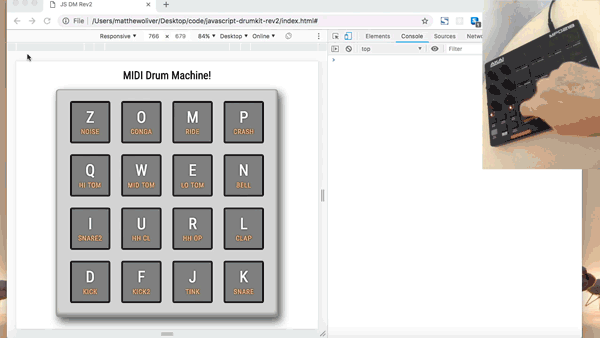 JS DM Rev2
File
/Users/matthewoliver/Desktop/code/javascript-drumkit-rev2/index.html#
Responsive 766 × 679 84% Desktop Online
Elements Console Sources
top Filter
MIDI Drum Machine!
Z O M P
NOISE CONGA RIDE CRASH
Q W E N
HI TOM MID TOM LO TOM BELL
I U R L
SNARE2 HH CL HH OP CLAP
D F J K
KICK KICK2 TINK SNARE
AKAI